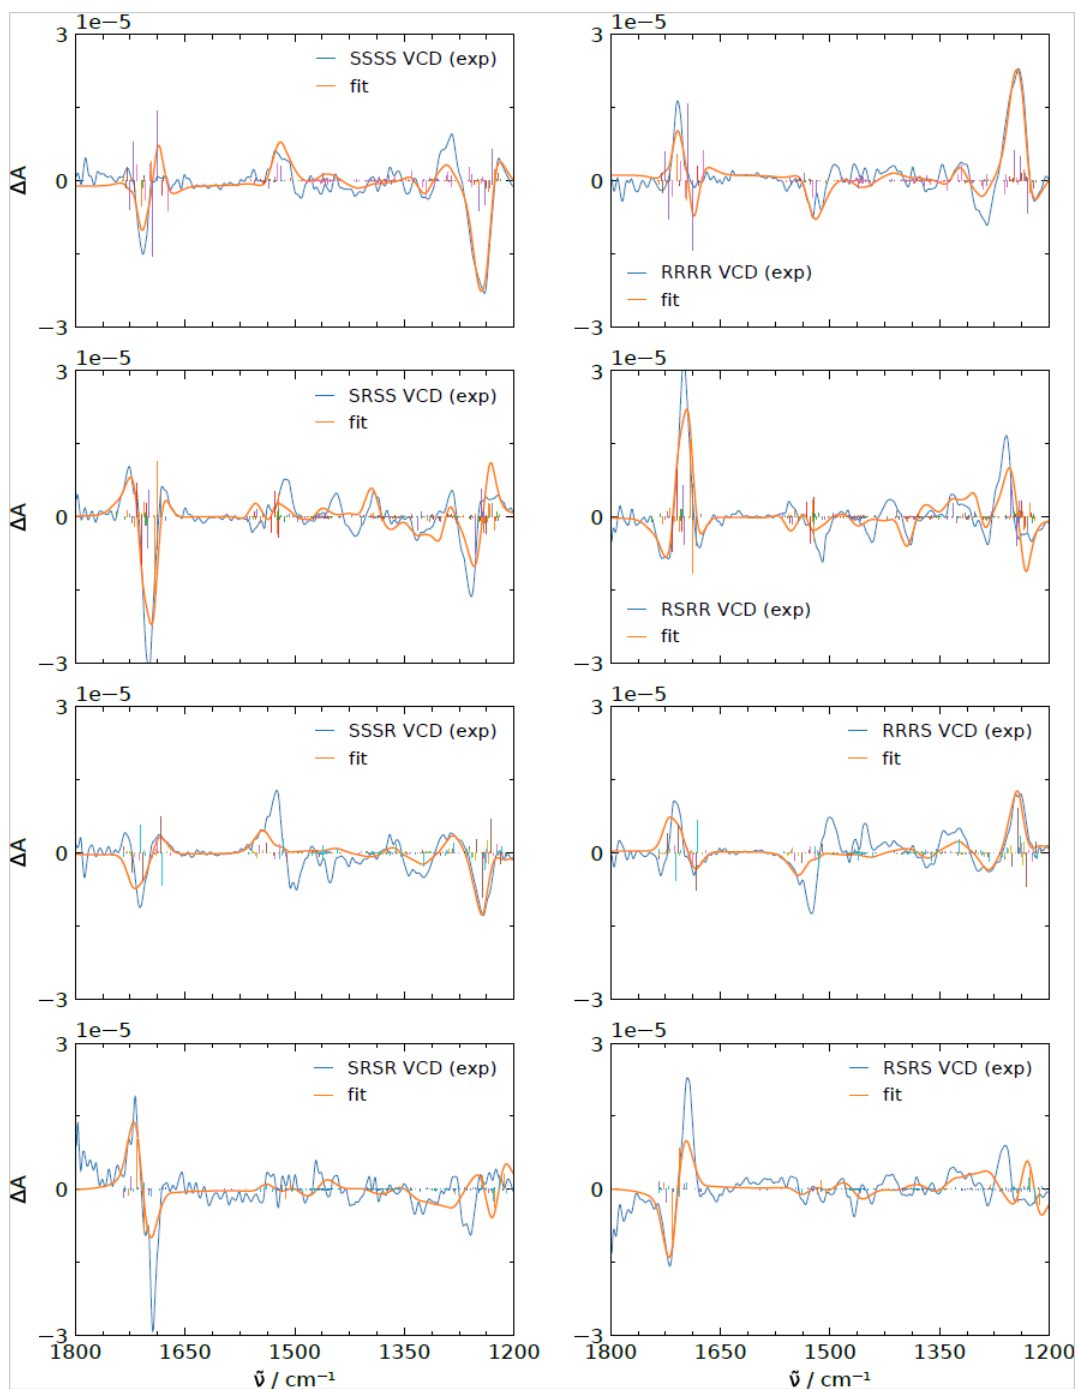 1e-5
3
SSSS VCD (exp)
fit
ΔA
0
−3
1e-5
3
0
RRRR VCD (exp)
fit
−3
1e-5
3
SRSS VCD (exp)
fit
ΔA
0
−3
1e-5
3
0
RSRR VCD (exp)
fit
−3
1e-5
3
SSSR VCD (exp)
fit
ΔA
0
−3
1e-5
3
RRRS VCD (exp)
fit
0
−3
1e-5
3
SRSR VCD (exp)
fit
ΔA
0
−3
1800 1650 1500 1350 1200
ṽ / cm⁻¹
1e-5
3
RSRS VCD (exp)
fit
0
−3
1800 1650 1500 1350 1200
ṽ / cm⁻¹